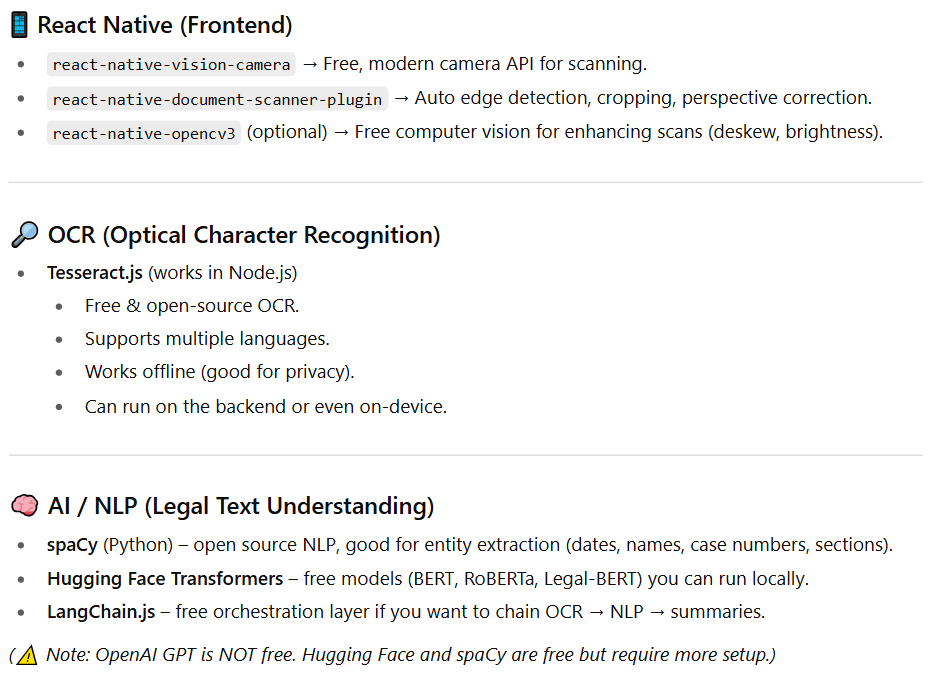 📱 React Native (Frontend)
• react-native-vision-camera → Free, modern camera API for scanning.
• react-native-document-scanner-plugin → Auto edge detection, cropping, perspective correction.
• react-native-opencv3 (optional) → Free computer vision for enhancing scans (deskew, brightness).
🔎 OCR (Optical Character Recognition)
• Tesseract.js (works in Node.js)
• Free & open-source OCR.
• Supports multiple languages.
• Works offline (good for privacy).
• Can run on the backend or even on-device.
🧠 AI / NLP (Legal Text Understanding)
• spaCy (Python) – open source NLP, good for entity extraction (dates, names, case numbers, sections).
• Hugging Face Transformers – free models (BERT, RoBERTa, Legal-BERT) you can run locally.
• LangChain.js – free orchestration layer if you want to chain OCR → NLP → summaries.
(⚠️ Note: OpenAI GPT is NOT free. Hugging Face and spaCy are free but require more setup.)